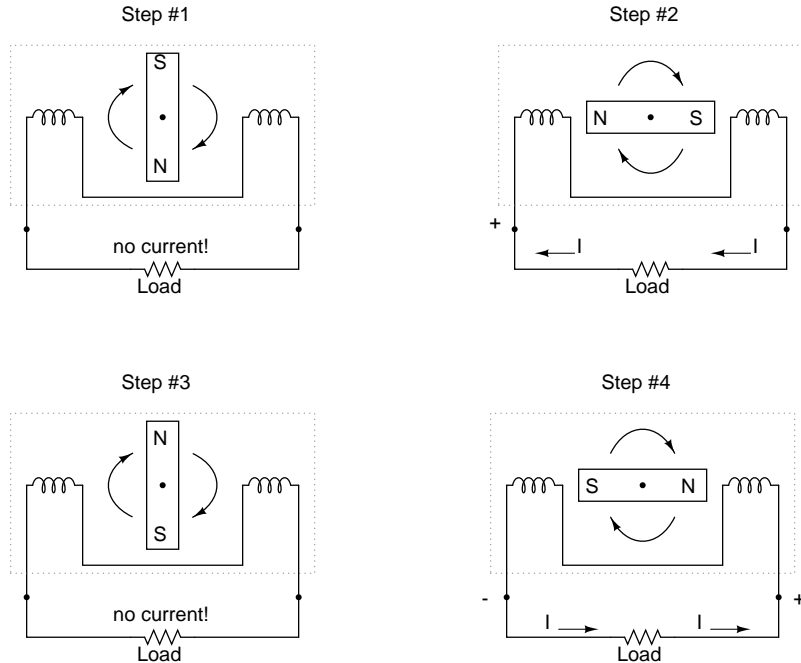 Step #1
Step #2
S
N
N S
+
no current!
Load
I I
Load
Step #3
Step #4
N
S
S N
- +
no current!
Load
I I
Load